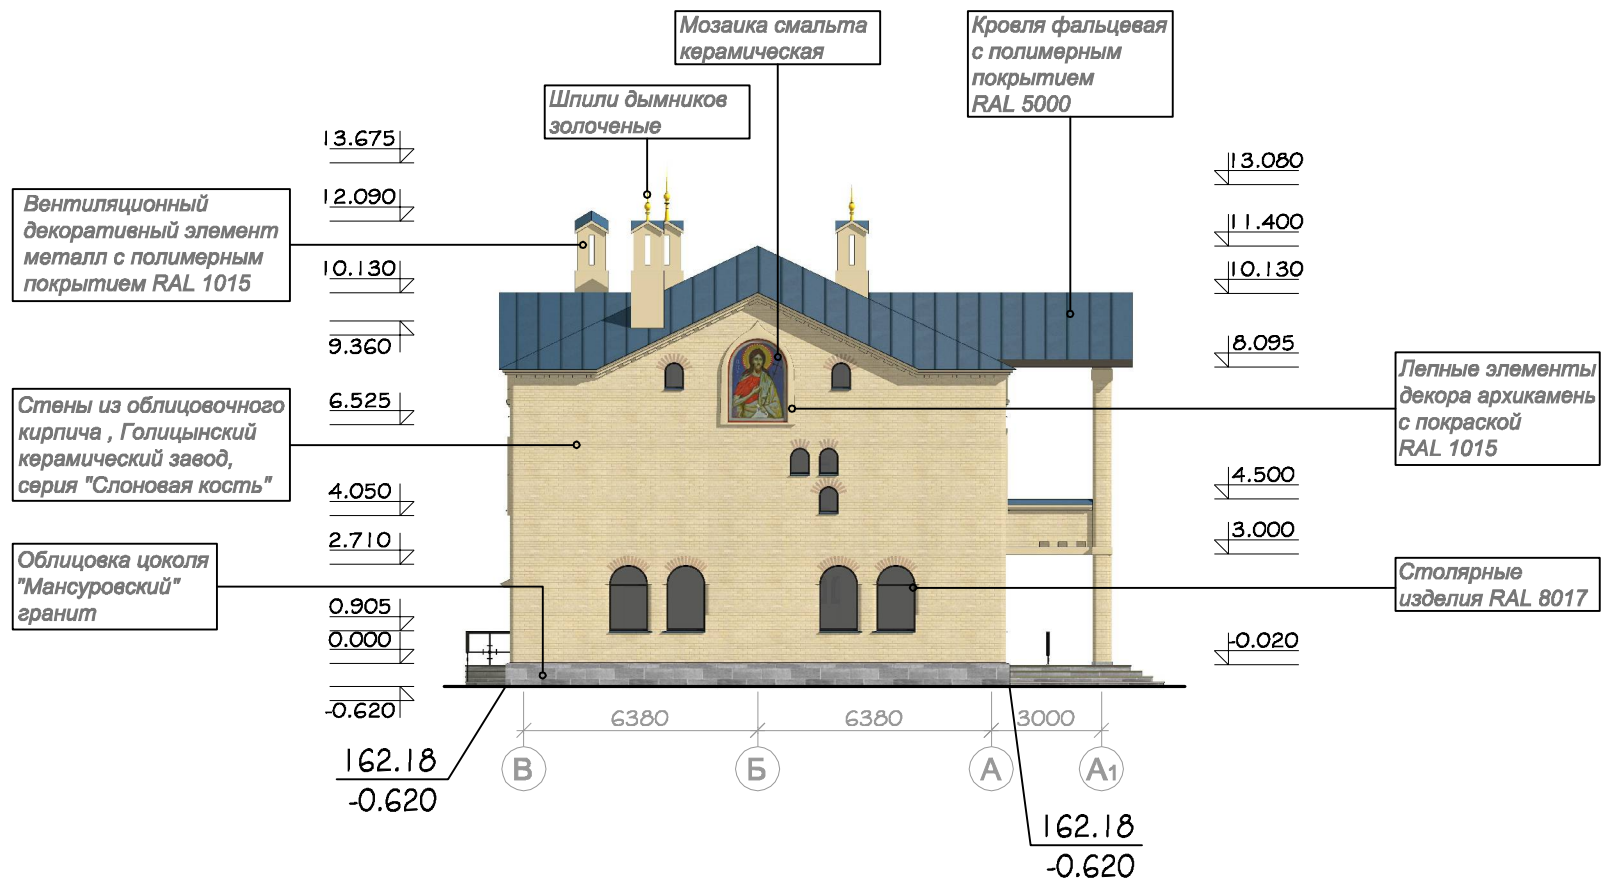 Мозаика смальта
керамическая
Кровля фальцевая
с полимерным
покрытием
RAL 5000
Шпили дымников
золоченые
Вентиляционный
декоративный элемент
металл с полимерным
покрытием RAL 1015
Стены из облицовочного
кирпича , Голицынский
керамический завод,
серия "Слоновая кость"
Облицовка цоколя
"Мансуровский"
гранит
13.675
12.090
10.130
9.360
6.525
4.050
2.710
0.905
0.000
-0.620
13.080
11.400
10.130
8.095
4.500
3.000
-0.020
Лепные элементы
декора архикамень
с покраской
RAL 1015
Столярные
изделия RAL 8017
6380
6380
3000
В
Б
А
А1
162.18
-0.620
162.18
-0.620